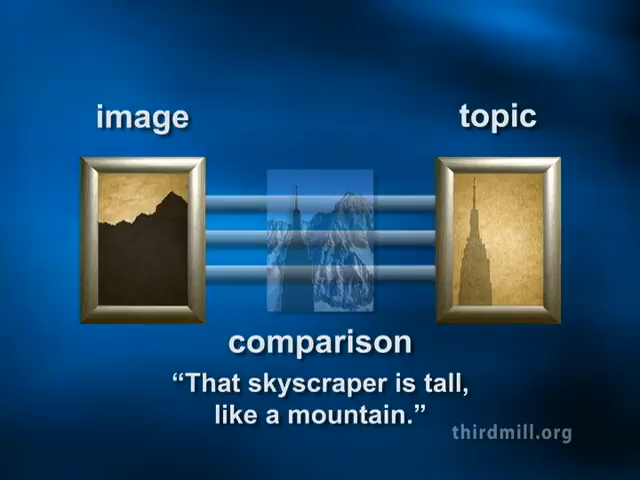 image
topic
comparison
“That skyscraper is tall,
like a mountain.”
thirdmill.org